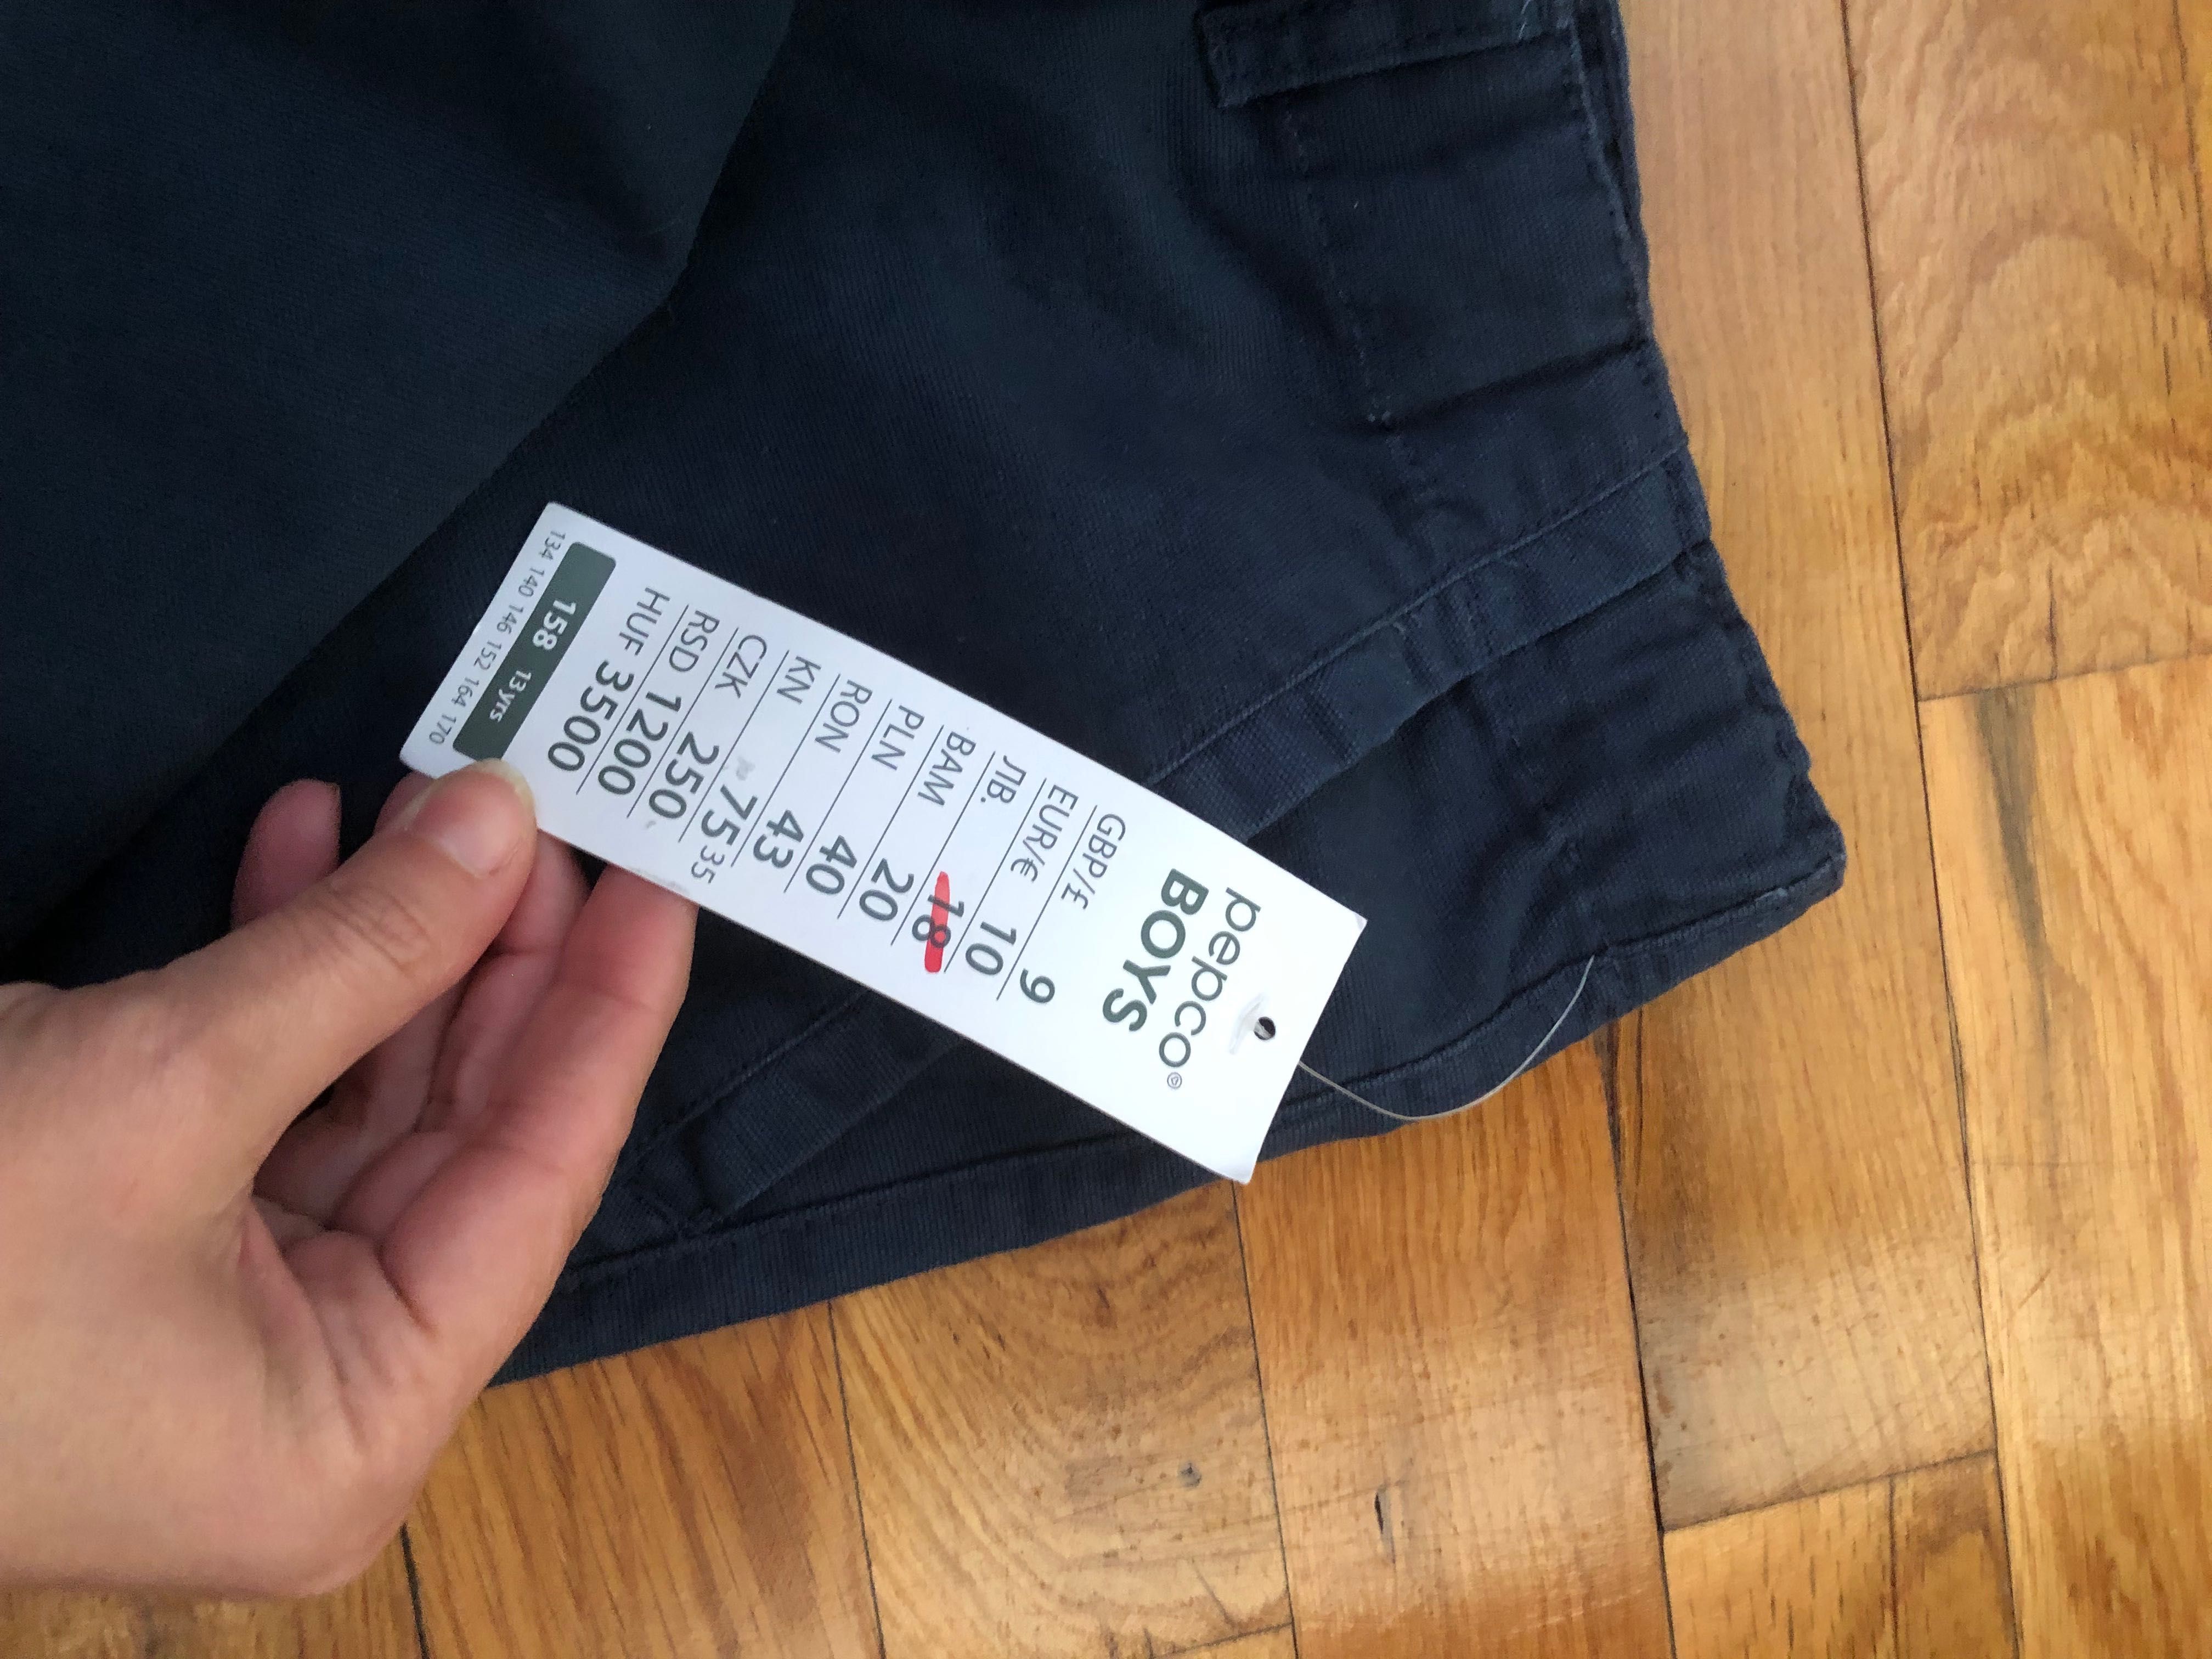 pepco©
BOYS
GBP/£ 9
EUR/€ 10
ЛВ. 18
BAM 20
PLN 40
RON 43
KN 75 35
CZK 250
RSD 1200
HUF 3500
158 13 yrs
134 140 146 152 164 170